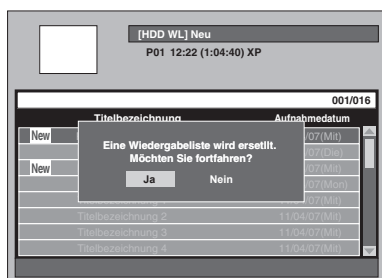 [HDD WL] Neu
P01 12:22 (1:04:40) XP
001/016
Titelbezeichnung Aufnahmedatum
New /07(Mit)
/07(Die)
New /07(Mit)
/07(Mon)
Eine Wiedergabeliste wird ersetllt.
Möchten Sie fortfahren?
Ja Nein
Titelbezeichnung 2 11/04/07(Mit)
Titelbezeichnung 3 11/04/07(Mit)
Titelbezeichnung 4 11/04/07(Mit)